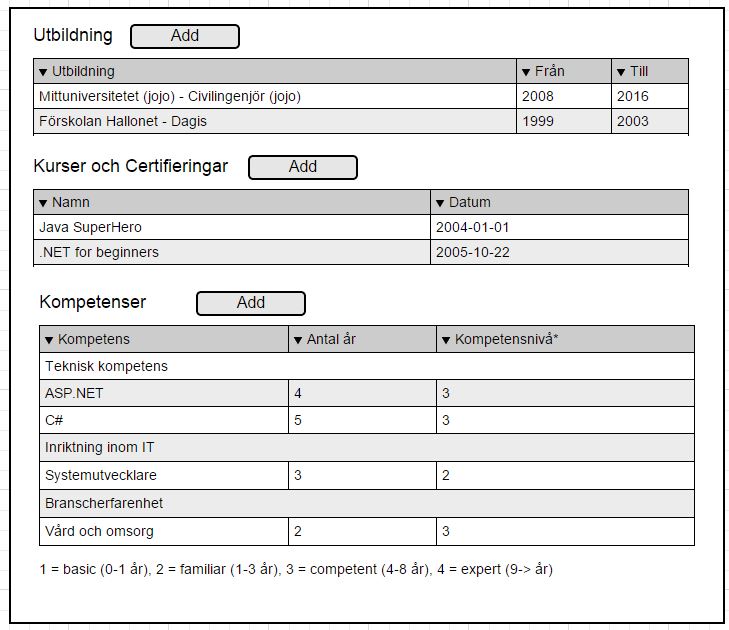 Utbildning Add
▼ Utbildning ▼ Från ▼ Till
Mittuniversitetet (jojo) - Civilingenjör (jojo) 2008 2016
Förskolan Hallonet - Dagis 1999 2003
Kurser och Certifieringar Add
▼ Namn ▼ Datum
Java SuperHero 2004-01-01
.NET for beginners 2005-10-22
Kompetenser Add
▼ Kompetens ▼ Antal år ▼ Kompetensnivå*
Teknisk kompetens
ASP.NET 4 3
C# 5 3
Inriktning inom IT
Systemutvecklare 3 2
Branscherfarenhet
Vård och omsorg 2 3
1 = basic (0-1 år), 2 = familiar (1-3 år), 3 = competent (4-8 år), 4 = expert (9-> år)